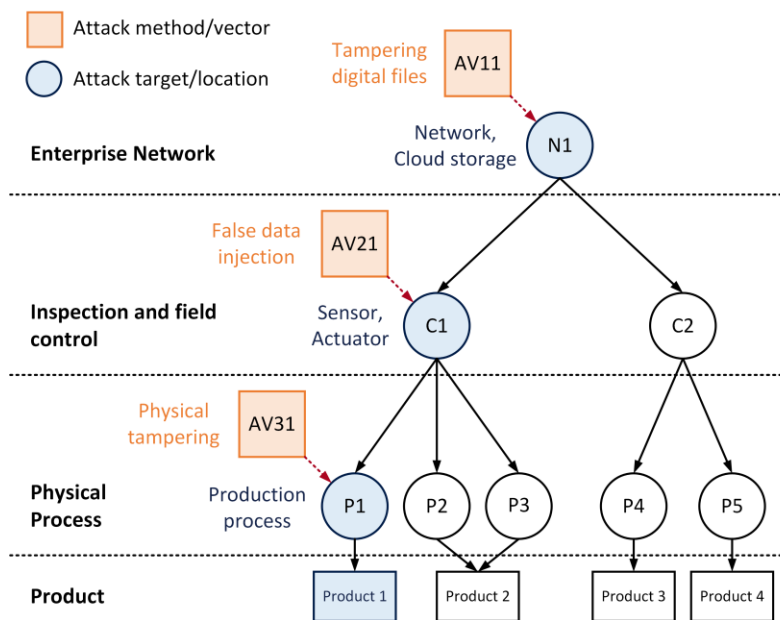 Attack method/vector
Attack target/location
Tampering
digital files
AV11
Enterprise Network
Network,
Cloud storage
N1
False data
injection
AV21
Inspection and field
control
Sensor,
Actuator
C1
C2
Physical
tampering
AV31
Physical
Process
Production
process
P1
P2
P3
P4
P5
Product
Product 1
Product 2
Product 3
Product 4